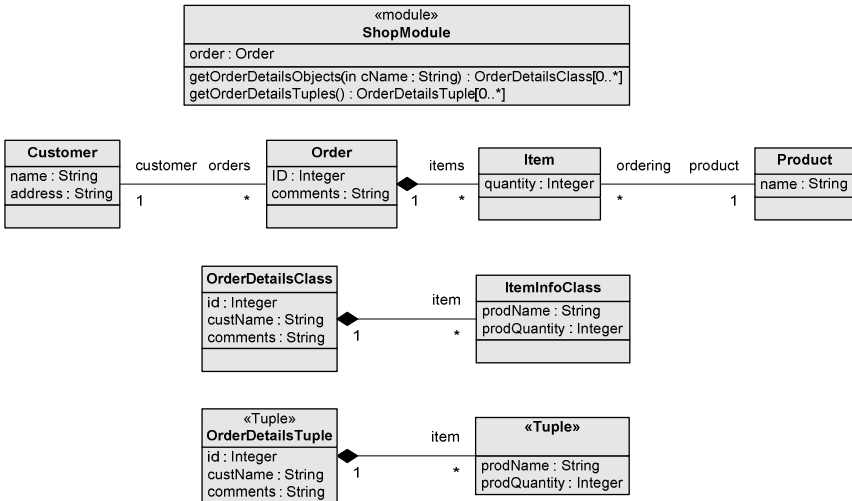 «module»
ShopModule
order : Order
getOrderDetailsObjects(in cName : String) : OrderDetailsClass[0..*]
getOrderDetailsTuples() : OrderDetailsTuple[0..*]
Customer
name : String
address : String
customer orders
1 *
Order
ID : Integer
comments : String
items
1 *
Item
quantity : Integer
ordering product
* 1
Product
name : String
OrderDetailsClass
id : Integer
custName : String
comments : String
item
1 *
ItemInfoClass
prodName : String
prodQuantity : Integer
«Tuple»
OrderDetailsTuple
id : Integer
custName : String
comments : String
item
1 *
«Tuple»
prodName : String
prodQuantity : Integer